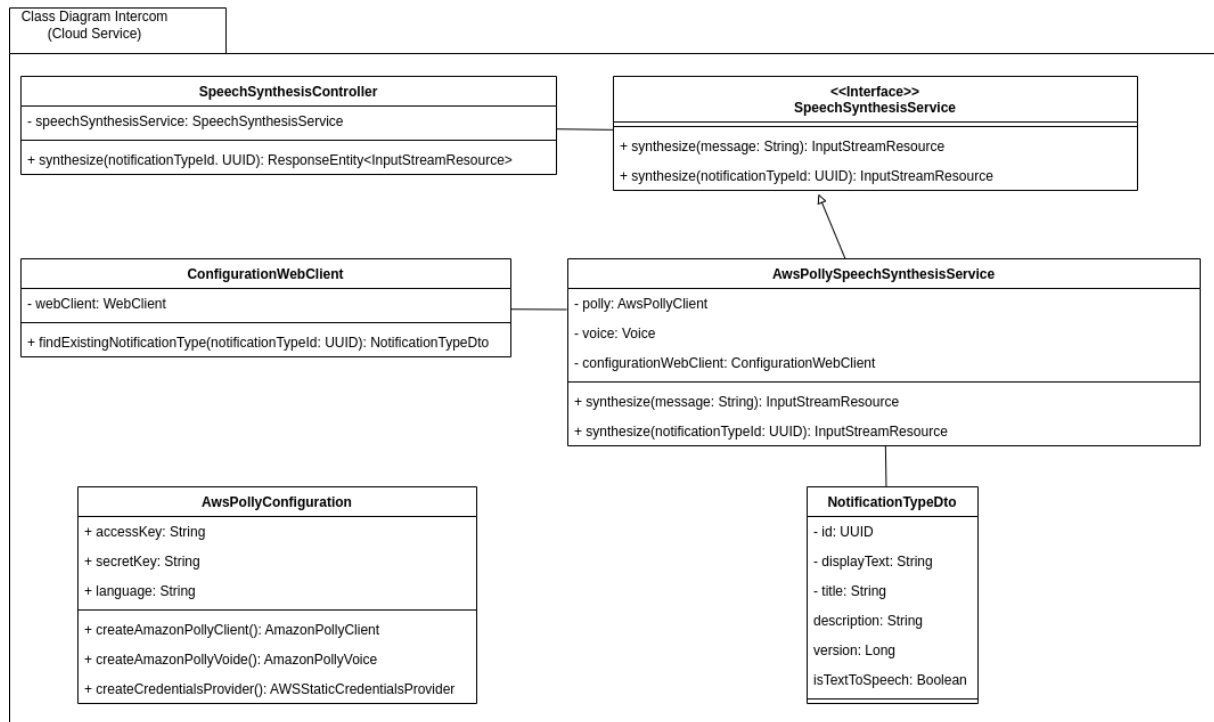 Class Diagram Intercom
(Cloud Service)
SpeechSynthesisController
- speechSynthesisService: SpeechSynthesisService
+ synthesize(notificationTypeId. UUID): ResponseEntity<InputStreamResource>
<<Interface>>
SpeechSynthesisService
+ synthesize(message: String): InputStreamResource
+ synthesize(notificationTypeId: UUID): InputStreamResource
ConfigurationWebClient
- webClient: WebClient
+ findExistingNotificationType(notificationTypeId: UUID): NotificationTypeDto
AwsPollySpeechSynthesisService
- polly: AwsPollyClient
- voice: Voice
- configurationWebClient: ConfigurationWebClient
+ synthesize(message: String): InputStreamResource
+ synthesize(notificationTypeId: UUID): InputStreamResource
AwsPollyConfiguration
+ accessKey: String
+ secretKey: String
+ language: String
+ createAmazonPollyClient(): AmazonPollyClient
+ createAmazonPollyVoide(): AmazonPollyVoice
+ createCredentialsProvider(): AWSStaticCredentialsProvider
NotificationTypeDto
- id: UUID
- displayText: String
- title: String
description: String
version: Long
isTextToSpeech: Boolean